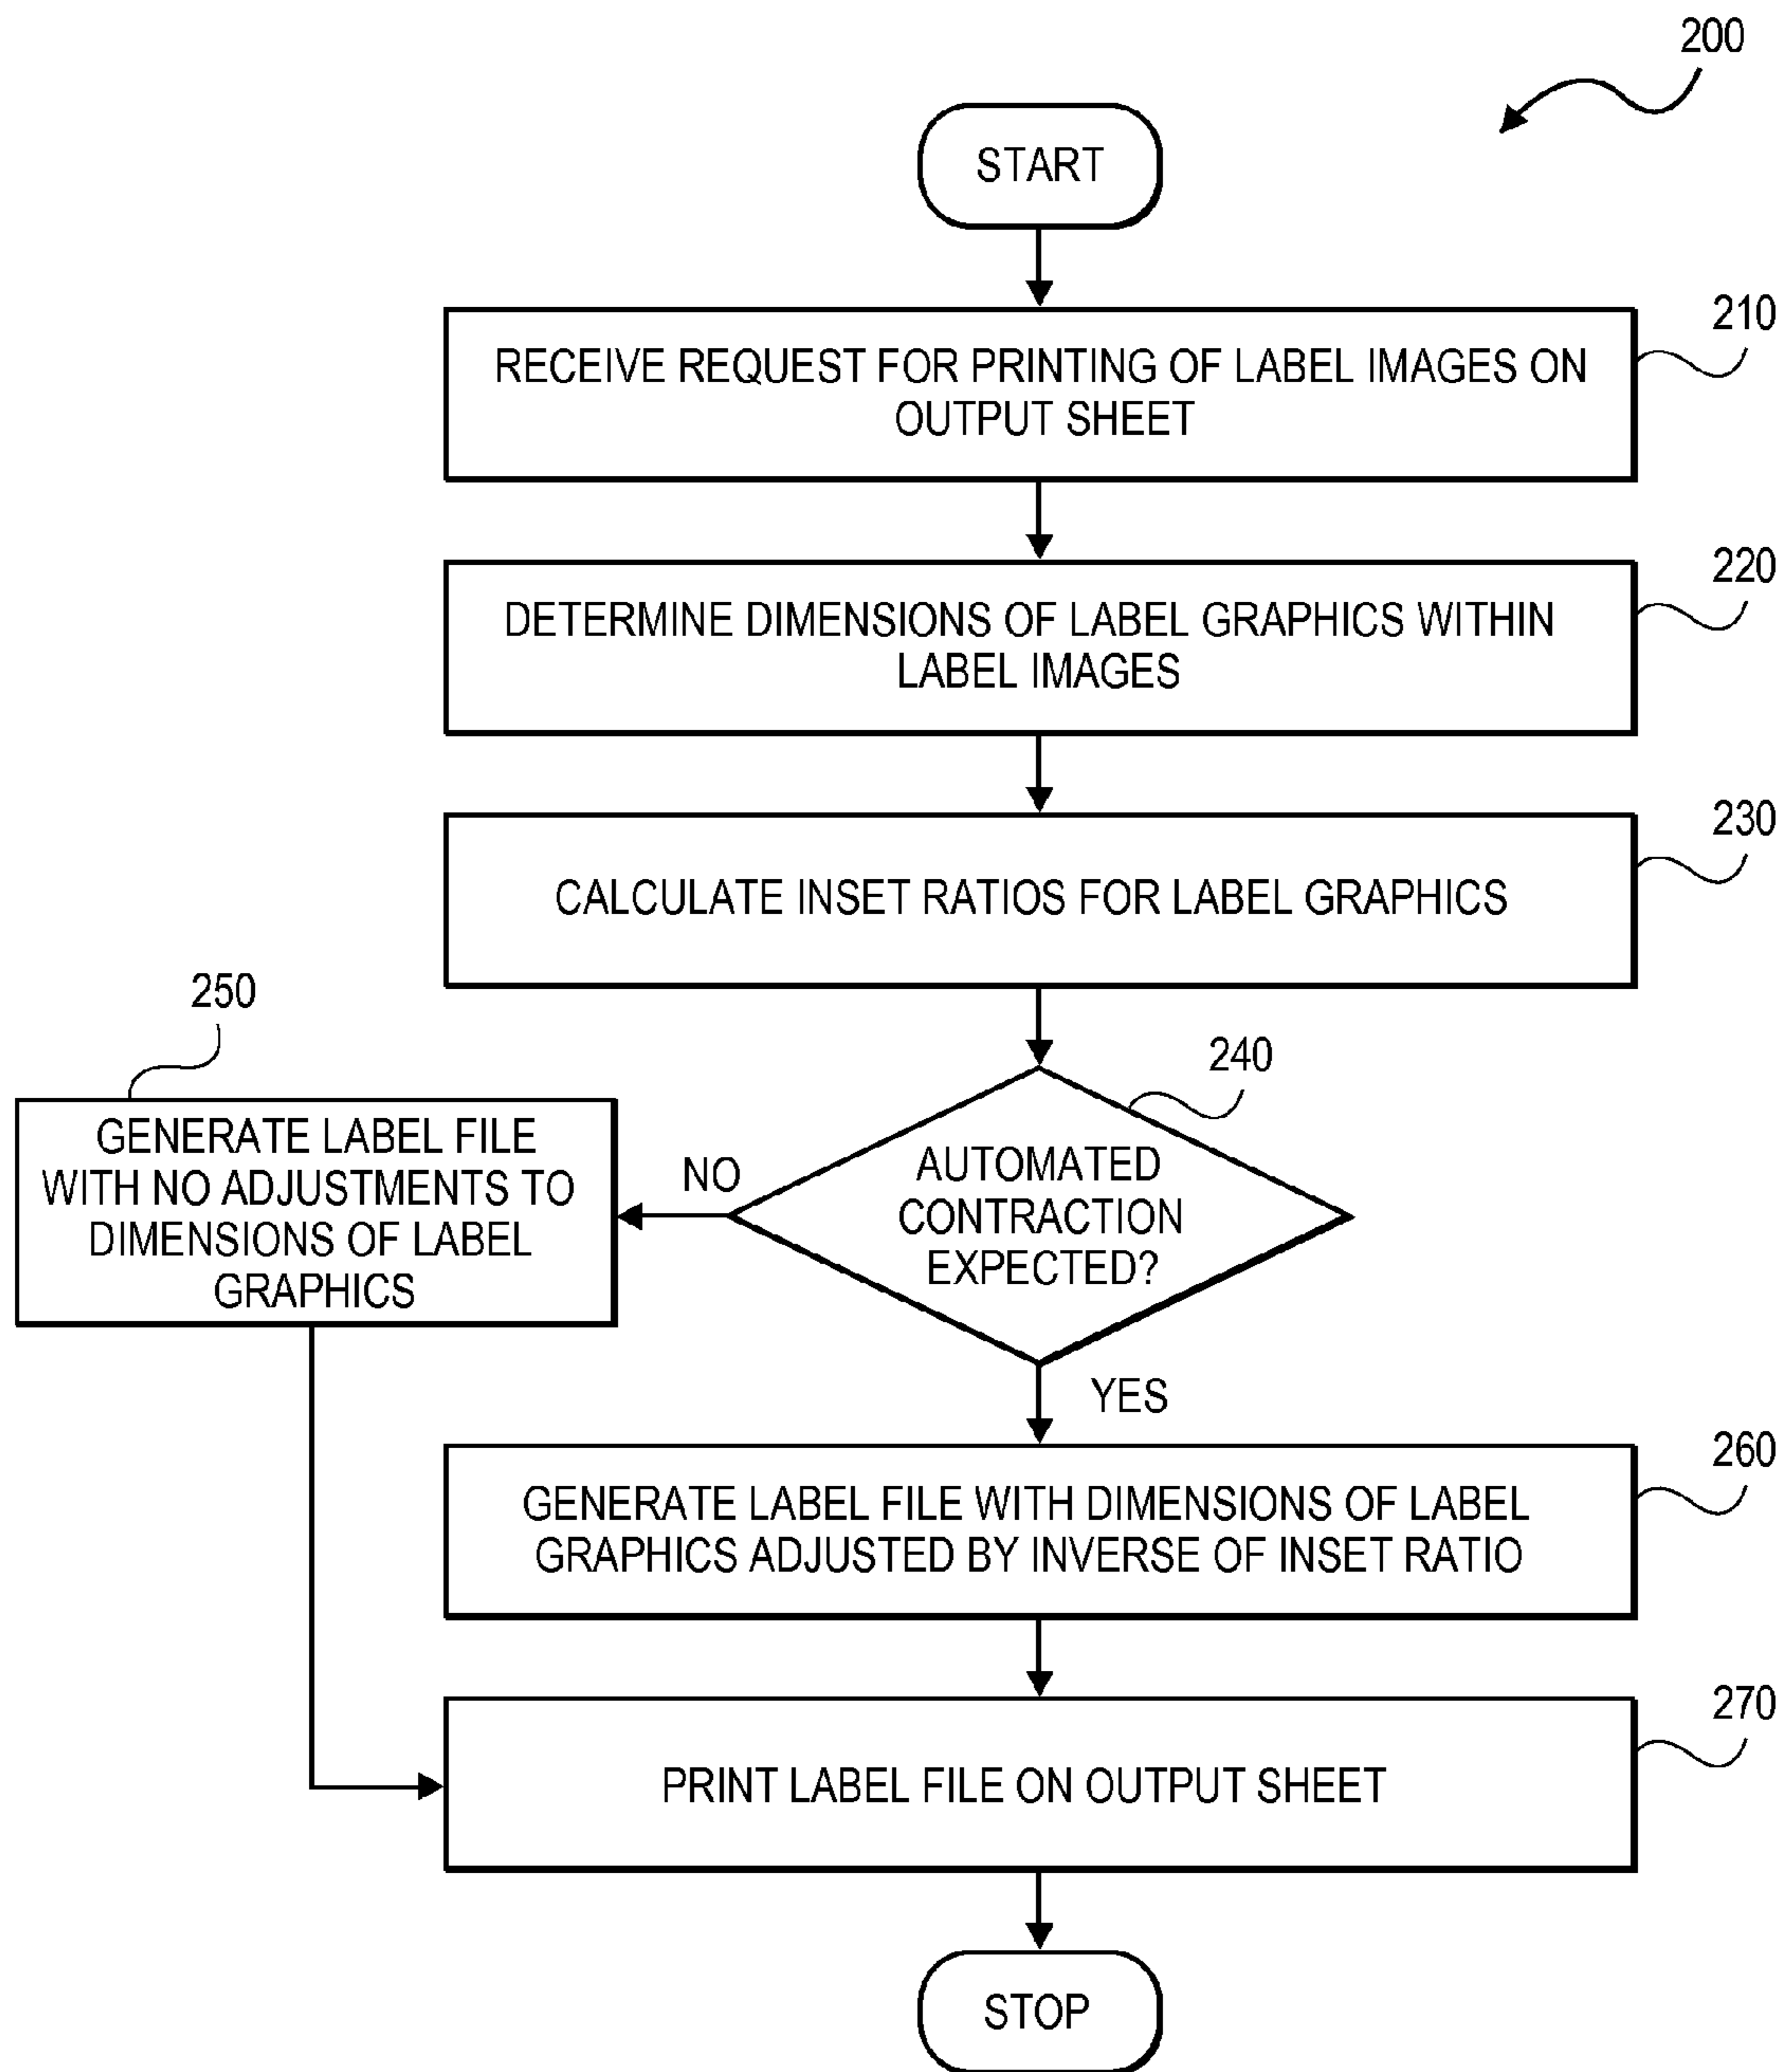 200
START
210
RECEIVE REQUEST FOR PRINTING OF LABEL IMAGES ON
OUTPUT SHEET
220
DETERMINE DIMENSIONS OF LABEL GRAPHICS WITHIN
LABEL IMAGES
230
CALCULATE INSET RATIOS FOR LABEL GRAPHICS
240
AUTOMATED
CONTRACTION
EXPECTED?
NO
250
GENERATE LABEL FILE
WITH NO ADJUSTMENTS TO
DIMENSIONS OF LABEL
GRAPHICS
YES
260
GENERATE LABEL FILE WITH DIMENSIONS OF LABEL
GRAPHICS ADJUSTED BY INVERSE OF INSET RATIO
270
PRINT LABEL FILE ON OUTPUT SHEET
STOP